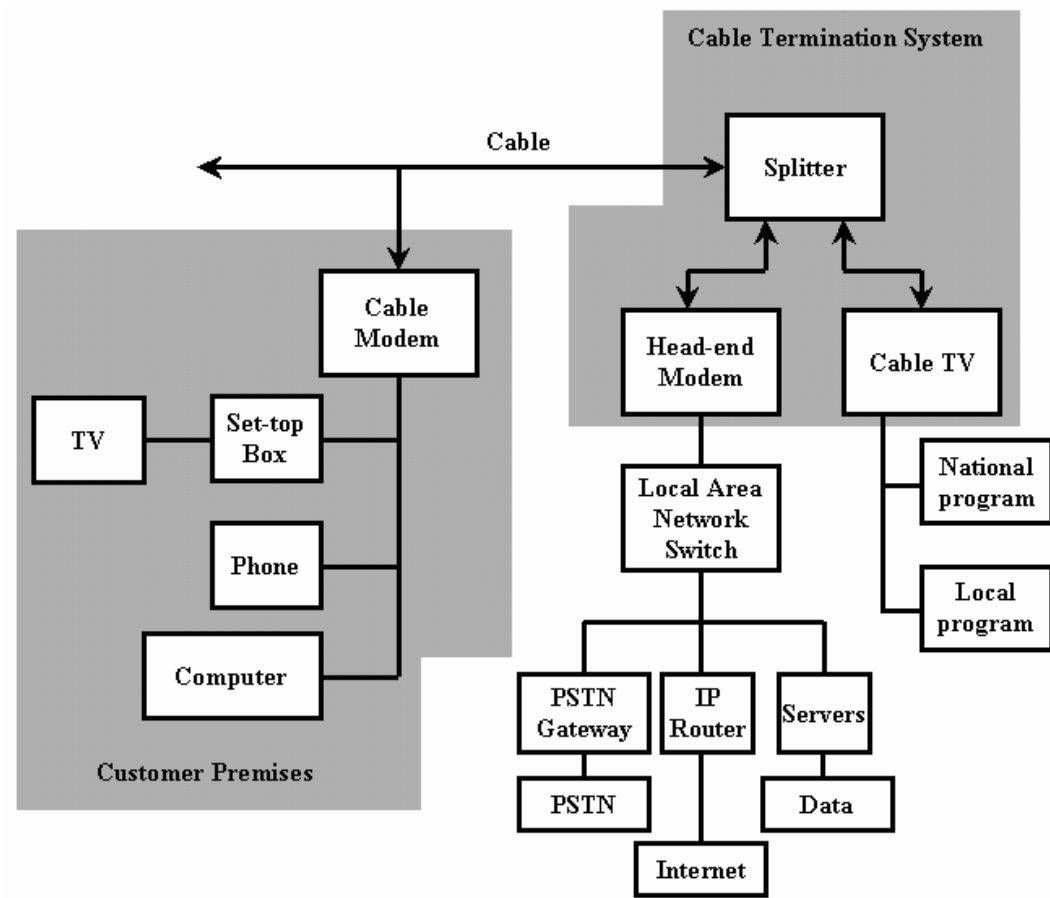 Cable Termination System
Cable
Splitter
Cable
Modem
Head-end
Modem
Cable TV
TV
Set-top
Box
Local Area
Network
Switch
National
program
Phone
Local
program
Computer
PSTN
Gateway
IP
Router
Servers
Customer Premises
PSTN
Data
Internet